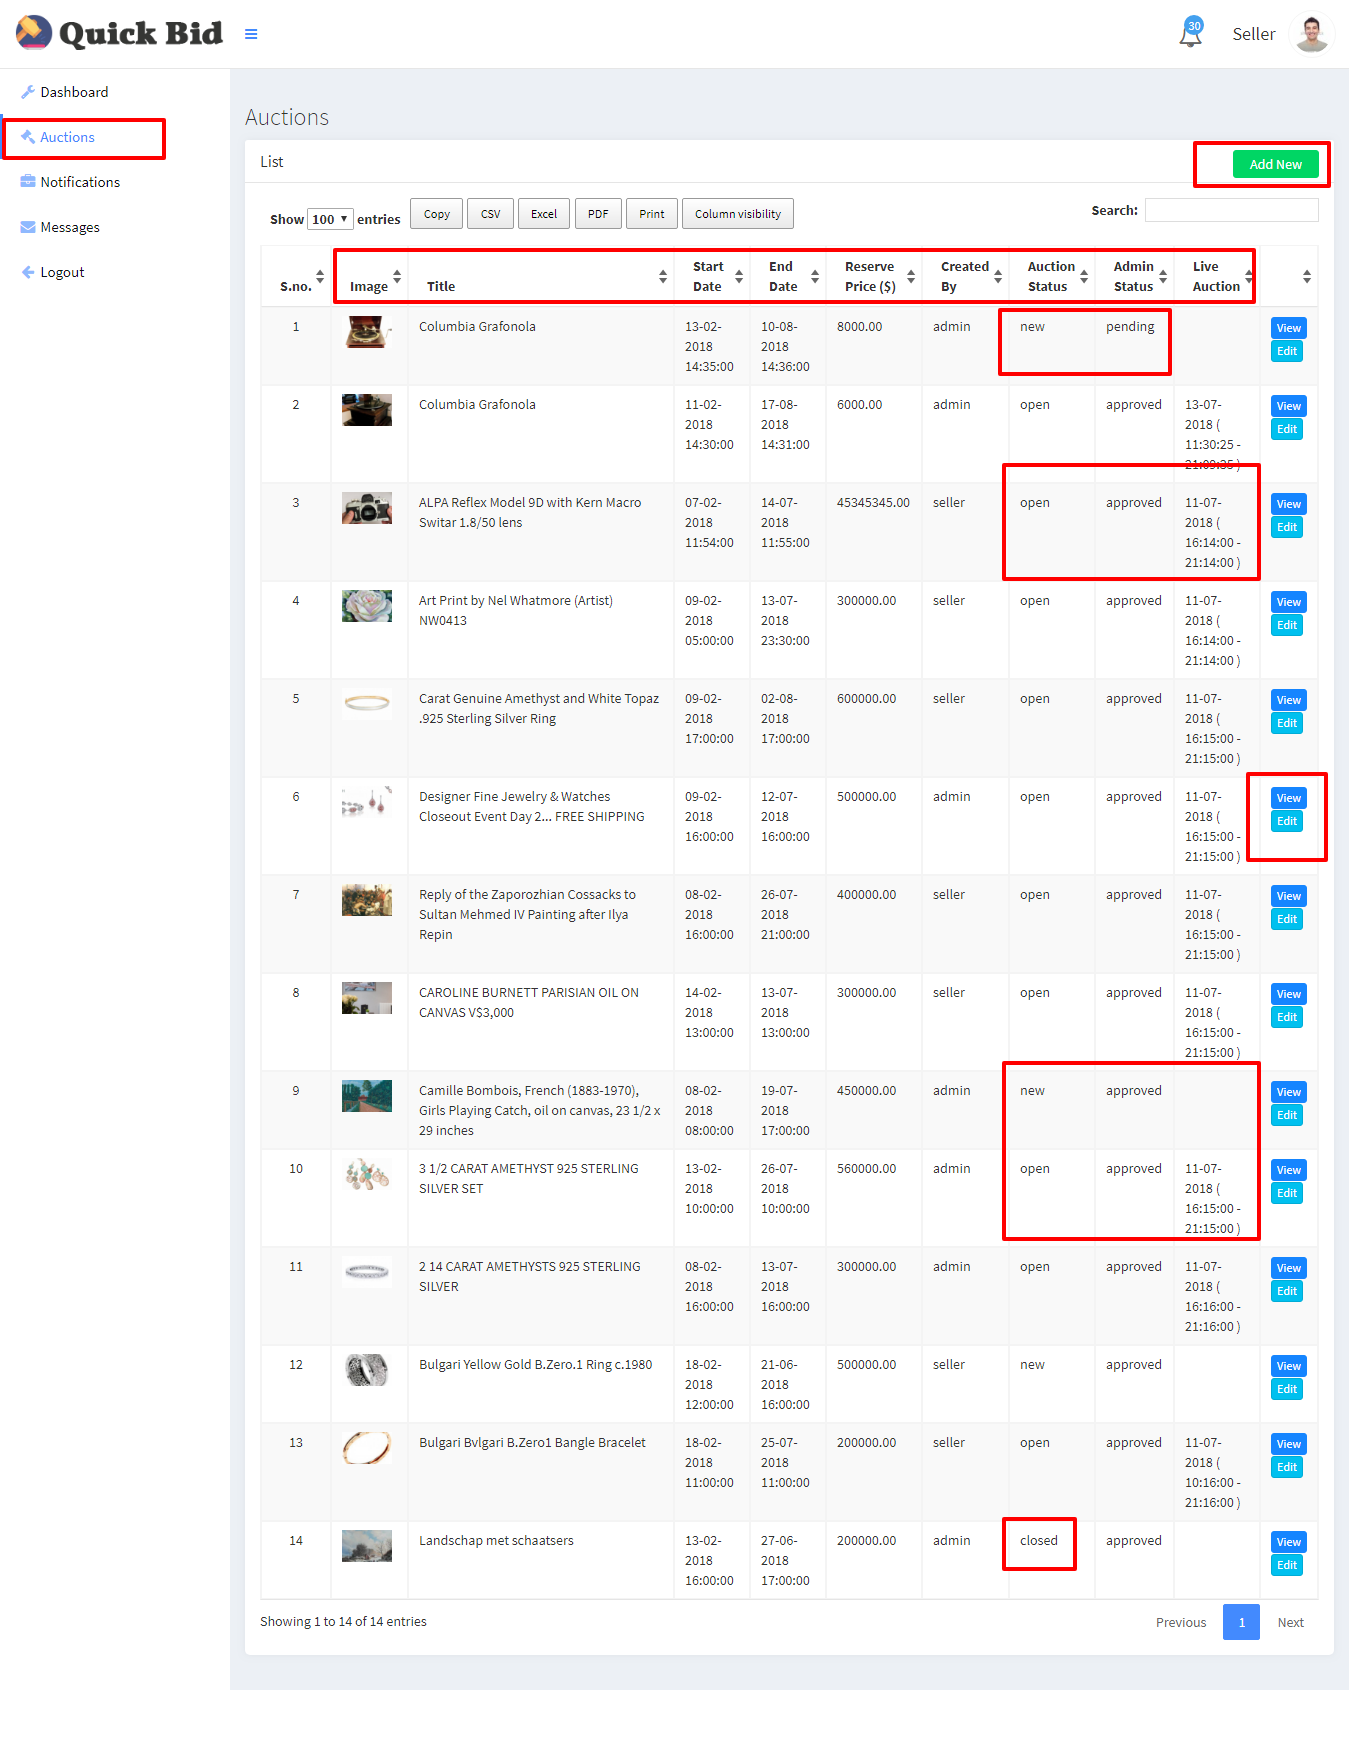 Quick Bid
30
Seller
Dashboard
Auctions
Notifications
Messages
Logout
Auctions
List
Add New
Show 100 entries
Copy CSV Excel PDF Print Column visibility
Search:
S.no. Image Title Start Date End Date Reserve Price ($) Created By Auction Status Admin Status Live Auction
1 Columbia Grafonola 13-02-2018 14:35:00 10-08-2018 14:36:00 8000.00 admin new pending View Edit
2 Columbia Grafonola 11-02-2018 14:30:00 17-08-2018 14:31:00 6000.00 admin open approved 13-07-2018 ( 11:30:25 - 21:09:35 ) View Edit
3 ALPA Reflex Model 9D with Kern Macro Switar 1.8/50 lens 07-02-2018 11:54:00 14-07-2018 11:55:00 45345345.00 seller open approved 11-07-2018 ( 16:14:00 - 21:14:00 ) View Edit
4 Art Print by Nel Whatmore (Artist) NW0413 09-02-2018 05:00:00 13-07-2018 23:30:00 300000.00 seller open approved 11-07-2018 ( 16:14:00 - 21:14:00 ) View Edit
5 Carat Genuine Amethyst and White Topaz .925 Sterling Silver Ring 09-02-2018 17:00:00 02-08-2018 17:00:00 600000.00 seller open approved 11-07-2018 ( 16:15:00 - 21:15:00 ) View Edit
6 Designer Fine Jewelry & Watches Closeout Event Day 2... FREE SHIPPING 09-02-2018 16:00:00 12-07-2018 16:00:00 500000.00 admin open approved 11-07-2018 ( 16:15:00 - 21:15:00 ) View Edit
7 Reply of the Zaporozhian Cossacks to Sultan Mehmed IV Painting after Ilya Repin 08-02-2018 16:00:00 26-07-2018 21:00:00 400000.00 seller open approved 11-07-2018 ( 16:15:00 - 21:15:00 ) View Edit
8 CAROLINE BURNETT PARISIAN OIL ON CANVAS V$3,000 14-02-2018 13:00:00 13-07-2018 13:00:00 300000.00 seller open approved 11-07-2018 ( 16:15:00 - 21:15:00 ) View Edit
9 Camille Bombois, French (1883-1970), Girls Playing Catch, oil on canvas, 23 1/2 x 29 inches 08-02-2018 08:00:00 19-07-2018 17:00:00 450000.00 admin new approved View Edit
10 3 1/2 CARAT AMETHYST 925 STERLING SILVER SET 13-02-2018 10:00:00 26-07-2018 10:00:00 560000.00 admin open approved 11-07-2018 ( 16:15:00 - 21:15:00 ) View Edit
11 2 14 CARAT AMETHYSTS 925 STERLING SILVER 08-02-2018 16:00:00 13-07-2018 16:00:00 300000.00 admin open approved 11-07-2018 ( 16:16:00 - 21:16:00 ) View Edit
12 Bulgari Yellow Gold B.Zero.1 Ring c.1980 18-02-2018 12:00:00 21-06-2018 16:00:00 500000.00 seller new approved View Edit
13 Bulgari Bvlgari B.Zero1 Bangle Bracelet 18-02-2018 11:00:00 25-07-2018 11:00:00 200000.00 seller open approved 11-07-2018 ( 10:16:00 - 21:16:00 ) View Edit
14 Landschap met schaatsers 13-02-2018 16:00:00 27-06-2018 17:00:00 200000.00 admin closed approved View Edit
Showing 1 to 14 of 14 entries
Previous 1 Next